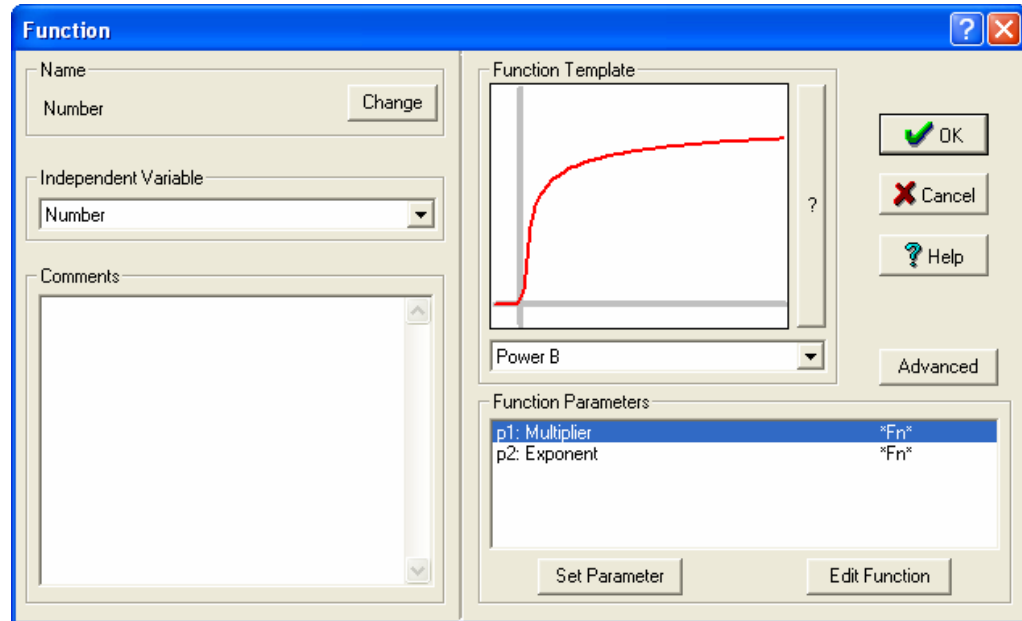 Function
Name
Number
Change
Independent Variable
Number
Comments
Function Template
?
Power B
OK
Cancel
Help
Advanced
Function Parameters
p1: Multiplier *Fn*
p2: Exponent *Fn*
Set Parameter
Edit Function